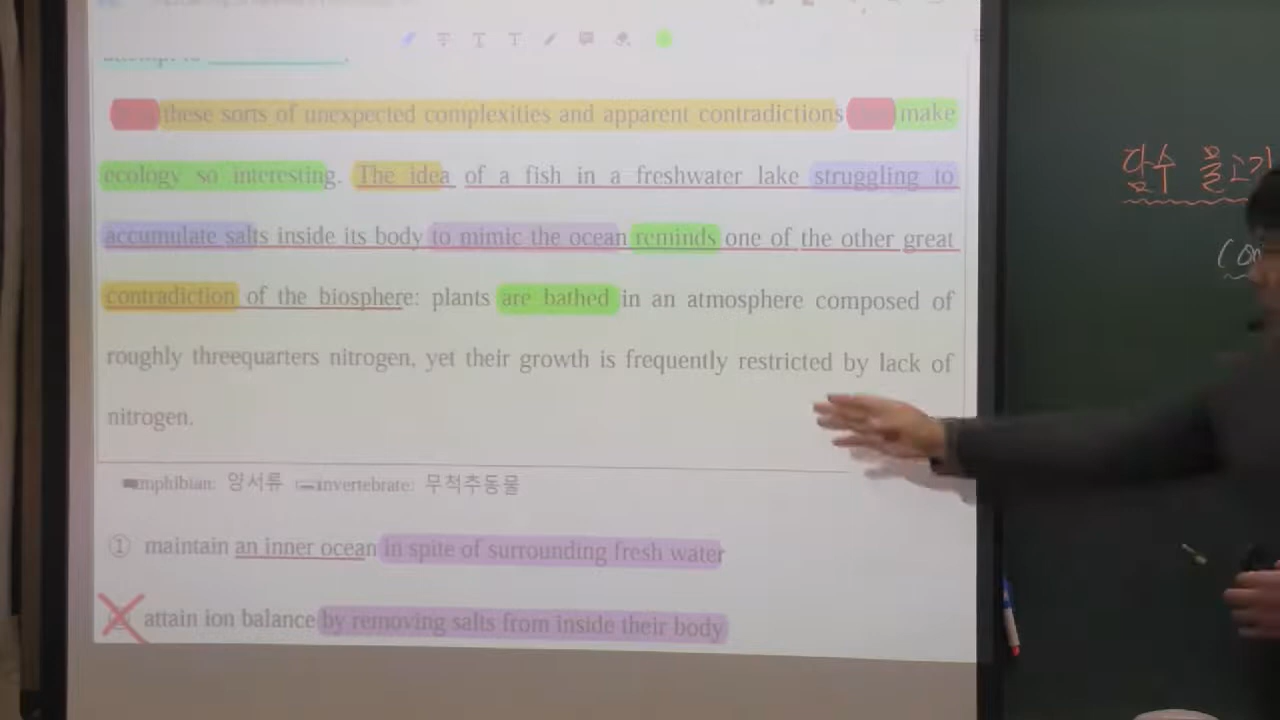 these sorts of unexpected complexities and apparent contradictions make
ecology so interesting. The idea of a fish in a freshwater lake struggling to
accumulate salts inside its body to mimic the ocean reminds one of the other great
contradiction of the biosphere: plants are bathed in an atmosphere composed of
roughly threequarters nitrogen, yet their growth is frequently restricted by lack of
nitrogen.
amphibian: 양서류 invertebrate: 무척추동물
① maintain an inner ocean in spite of surrounding fresh water
attain ion balance by removing salts from inside their body
담수 물고기